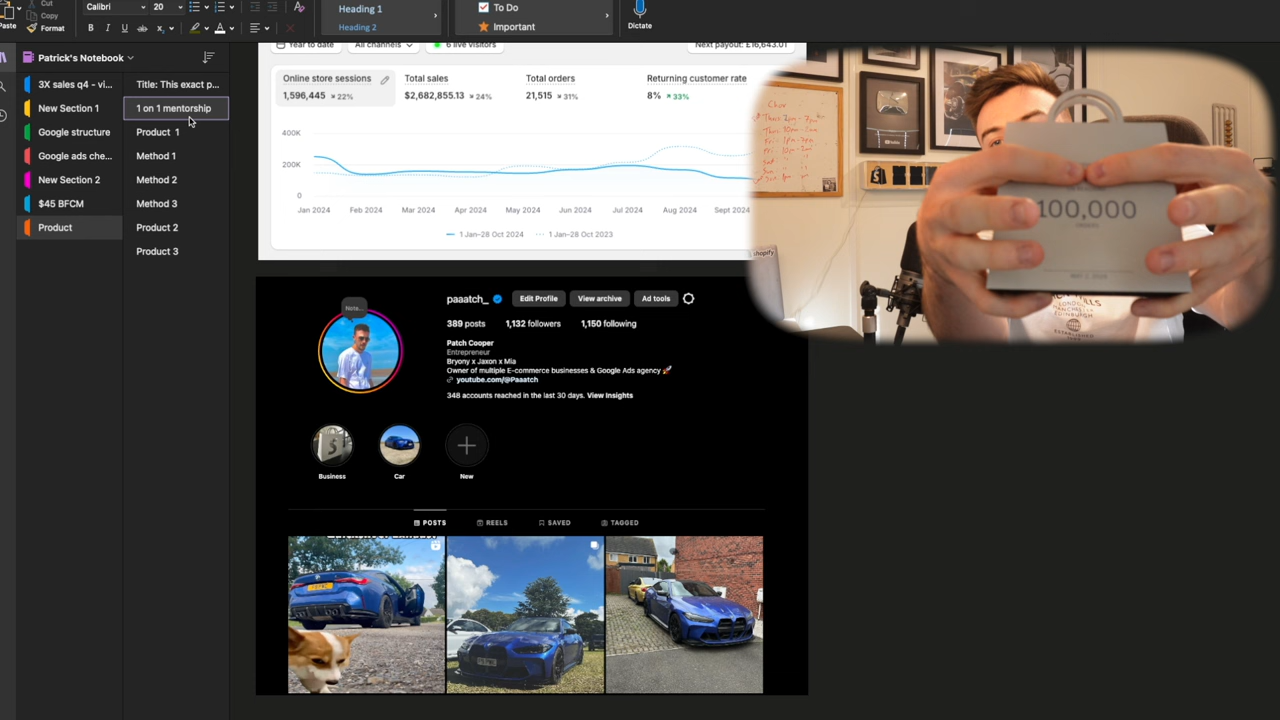 Cut
Copy
Paste
Format
Calibri
20
B I U ab x A
Heading 1
Heading 2
To Do
Important
Dictate
Patrick's Notebook
3X sales q4 - vi...
New Section 1
Google structure
Google ads che...
New Section 2
$45 BFCM
Product
Title: This exact p...
1 on 1 mentorship
Product 1
Method 1
Method 2
Method 3
Product 2
Product 3
Year to date
All channels
6 live visitors
Next payout: £16,643.01
Online store sessions
1,596,445 22%
Total sales
$2,682,855.13 24%
Total orders
21,515 31%
Returning customer rate
8% 33%
400K
200K
0
Jan 2024 Feb 2024 Mar 2024 Apr 2024 May 2024 Jun 2024 Jul 2024 Aug 2024 Sept 2024
1 Jan–28 Oct 2024 1 Jan–28 Oct 2023
Note...
paaatch_
Edit Profile
View archive
Ad tools
389 posts 1,132 followers 1,150 following
Patch Cooper
Entrepreneur
Bryony x Jaxon x Mia
Owner of multiple E-commerce businesses & Google Ads agency 🚀
youtube.com/@Paaatch
348 accounts reached in the last 30 days. View Insights
Business
Car
New
POSTS
REELS
SAVED
TAGGED
100,000
ORDERS
shopify
LONDON
MANCHESTER
EDINBURGH
ESTABLISHED